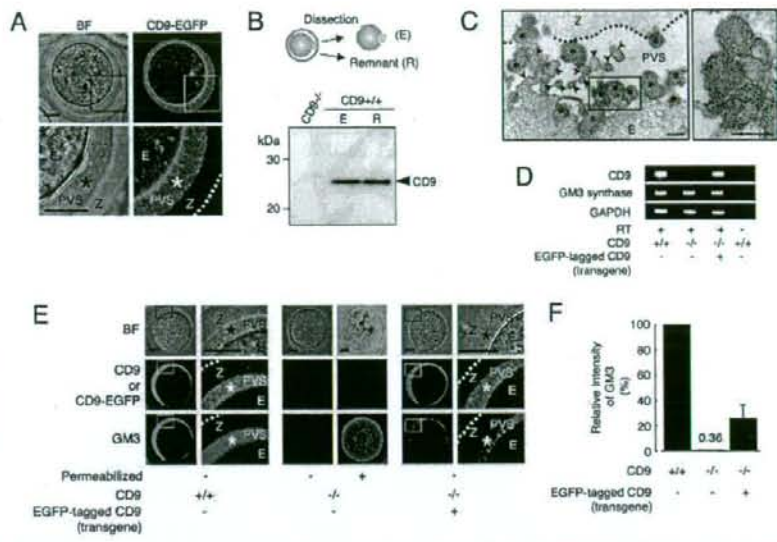 A
BF
CD9-EGFP
E
PVS
Z
E
PVS
Z
B
Dissection
(E)
Remnant (R)
CD9-/-
CD9+/+
E R
kDa
30
20
CD9
C
Z
PVS
E
D
CD9
GM3 synthase
GAPDH
RT + + + -
CD9 +/+ -/- -/- +/+
EGFP-tagged CD9 - - + -
(transgene)
E
BF
Z PVS
E
CD9
or
CD9-EGFP
Z PVS
E
Z PVS
E
GM3
Z PVS
E
Z PVS
E
Permeabilized - + -
CD9 +/+ -/- -/-
EGFP-tagged CD9 - - +
(transgene)
F
Relative Intensity
of GM3
(%)
100
80
60
40
20
0
0.36
CD9 +/+ -/- -/-
EGFP-tagged CD9 - - +
(transgene)